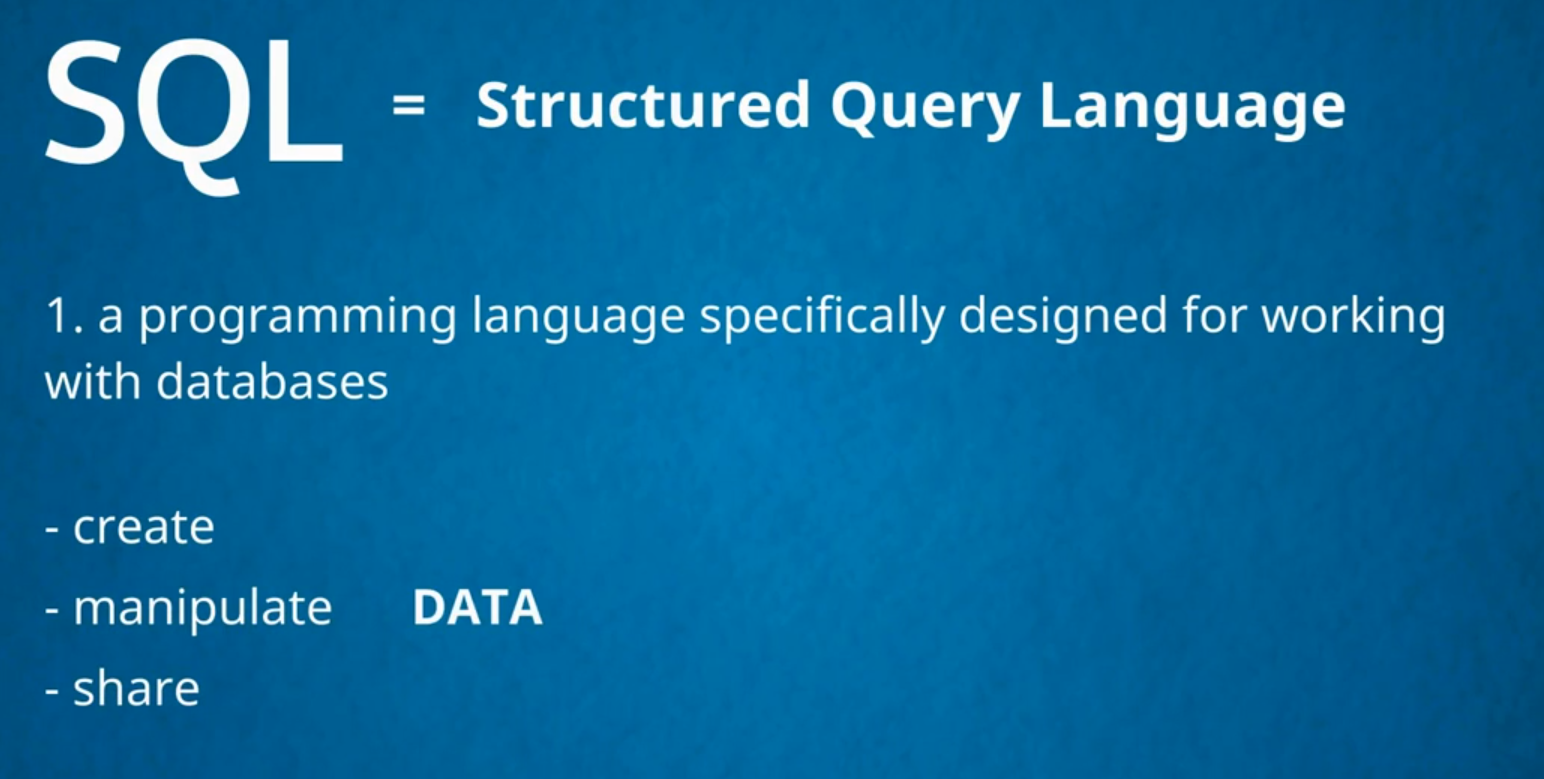 SQL = Structured Query Language
1. a programming language specifically designed for working
with databases
- create
- manipulate DATA
- share